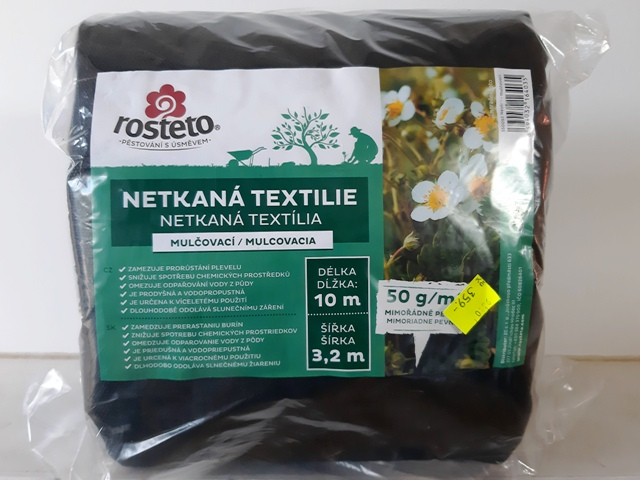 rosteto®
"PĚSTOVÁNÍ S ÚSMĚVEM"
NETKANÁ TEXTILIE
NETKANÁ TEXTÍLIA
MULČOVACÍ / MULCOVACIA
CZ
ZAMEZUJE PRORŮSTÁNÍ PLEVELU
SNIŽUJE SPOTŘEBU CHEMICKÝCH PROSTŘEDKŮ
OMEZUJE ODPAŘOVÁNÍ VODY Z PŮDY
JE PRODYŠNÁ A VODOPROPUSTNÁ
JE URČENA K VÍCELETÉMU POUŽITÍ
DLOUHODOBĚ ODOLÁVÁ SLUNEČNÍMU ZÁŘENÍ
SK
ZAMEDZUJE PRERASTANIU BURÍN
ZNIŽUJE SPOTREBU CHEMICKÝCH PROSTRIEDKOV
OMEDZUJE ODPAROVANIE VODY Z PÔDY
JE PRIEDUŠNÁ A VODOPRIEPUSTNÁ
JE URČENÁ K VIACROČNÉMU POUŽITIU
DLHODOBO ODOLÁVA SLNEČNÉMU ŽIARENIU
DÉLKA
DĹŽKA:
10 m
ŠÍŘKA
ŠÍRKA
3,2 m
50 g/m
MIMOŘÁDNĚ
MIMORIADNE
359,-